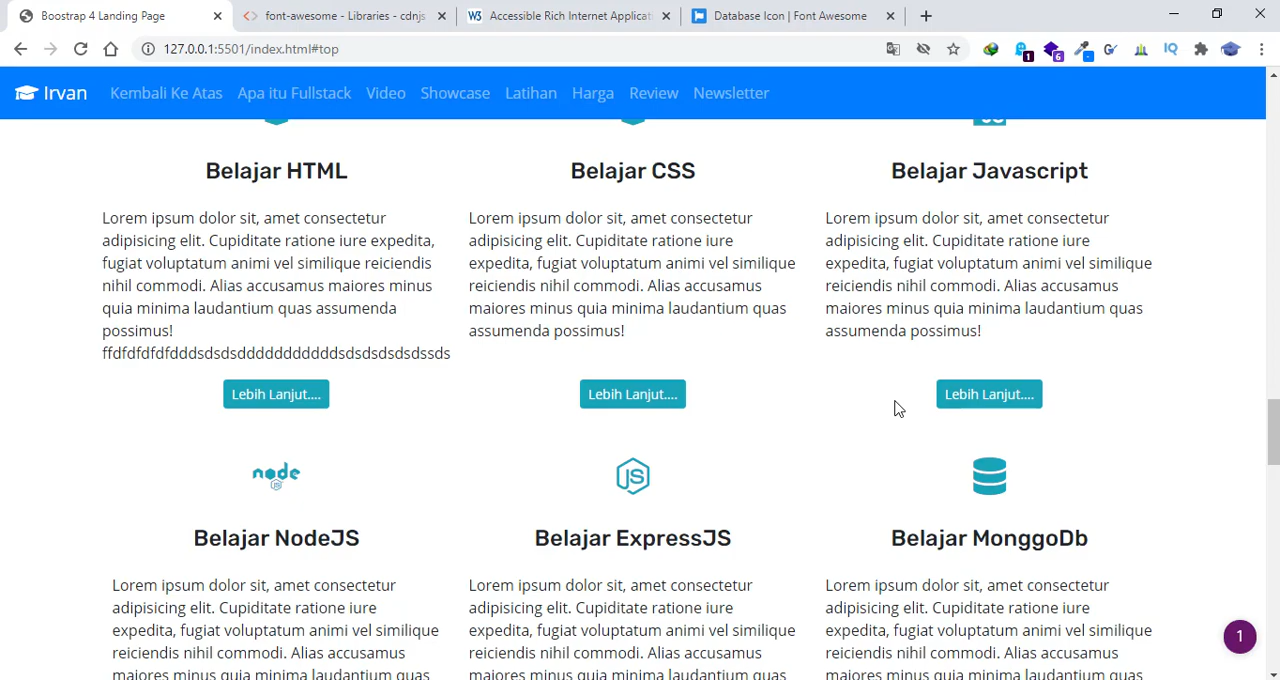 Boostrap 4 Landing Page
font-awesome - Libraries - cdnjs
Accessible Rich Internet Applicat
Database Icon | Font Awesome
127.0.0.1:5501/index.html#top
1
6
IQ
Irvan
Kembali Ke Atas
Apa itu Fullstack
Video
Showcase
Latihan
Harga
Review
Newsletter
Belajar HTML
Lorem ipsum dolor sit, amet consectetur
adipisicing elit. Cupiditate ratione iure expedita,
fugiat voluptatum animi vel similique reiciendis
nihil commodi. Alias accusamus maiores minus
quia minima laudantium quas assumenda
possimus!
ffdfdfdfdfdddsdsdsdddddddddddsdsdsdsdsdssds
Lebih Lanjut....
Belajar CSS
Lorem ipsum dolor sit, amet consectetur
adipisicing elit. Cupiditate ratione iure
expedita, fugiat voluptatum animi vel similique
reiciendis nihil commodi. Alias accusamus
maiores minus quia minima laudantium quas
assumenda possimus!
Lebih Lanjut....
Belajar Javascript
Lorem ipsum dolor sit, amet consectetur
adipisicing elit. Cupiditate ratione iure
expedita, fugiat voluptatum animi vel similique
reiciendis nihil commodi. Alias accusamus
maiores minus quia minima laudantium quas
assumenda possimus!
Lebih Lanjut....
node
JS
Belajar NodeJS
Lorem ipsum dolor sit, amet consectetur
adipisicing elit. Cupiditate ratione iure
expedita, fugiat voluptatum animi vel similique
reiciendis nihil commodi. Alias accusamus
maiores minus quia minima laudantium quas
JS
Belajar ExpressJS
Lorem ipsum dolor sit, amet consectetur
adipisicing elit. Cupiditate ratione iure
expedita, fugiat voluptatum animi vel similique
reiciendis nihil commodi. Alias accusamus
maiores minus quia minima laudantium quas
Belajar MonggoDb
Lorem ipsum dolor sit, amet consectetur
adipisicing elit. Cupiditate ratione iure
expedita, fugiat voluptatum animi vel similique
reiciendis nihil commodi. Alias accusamus
maiores minus quia minima laudantium quas
1